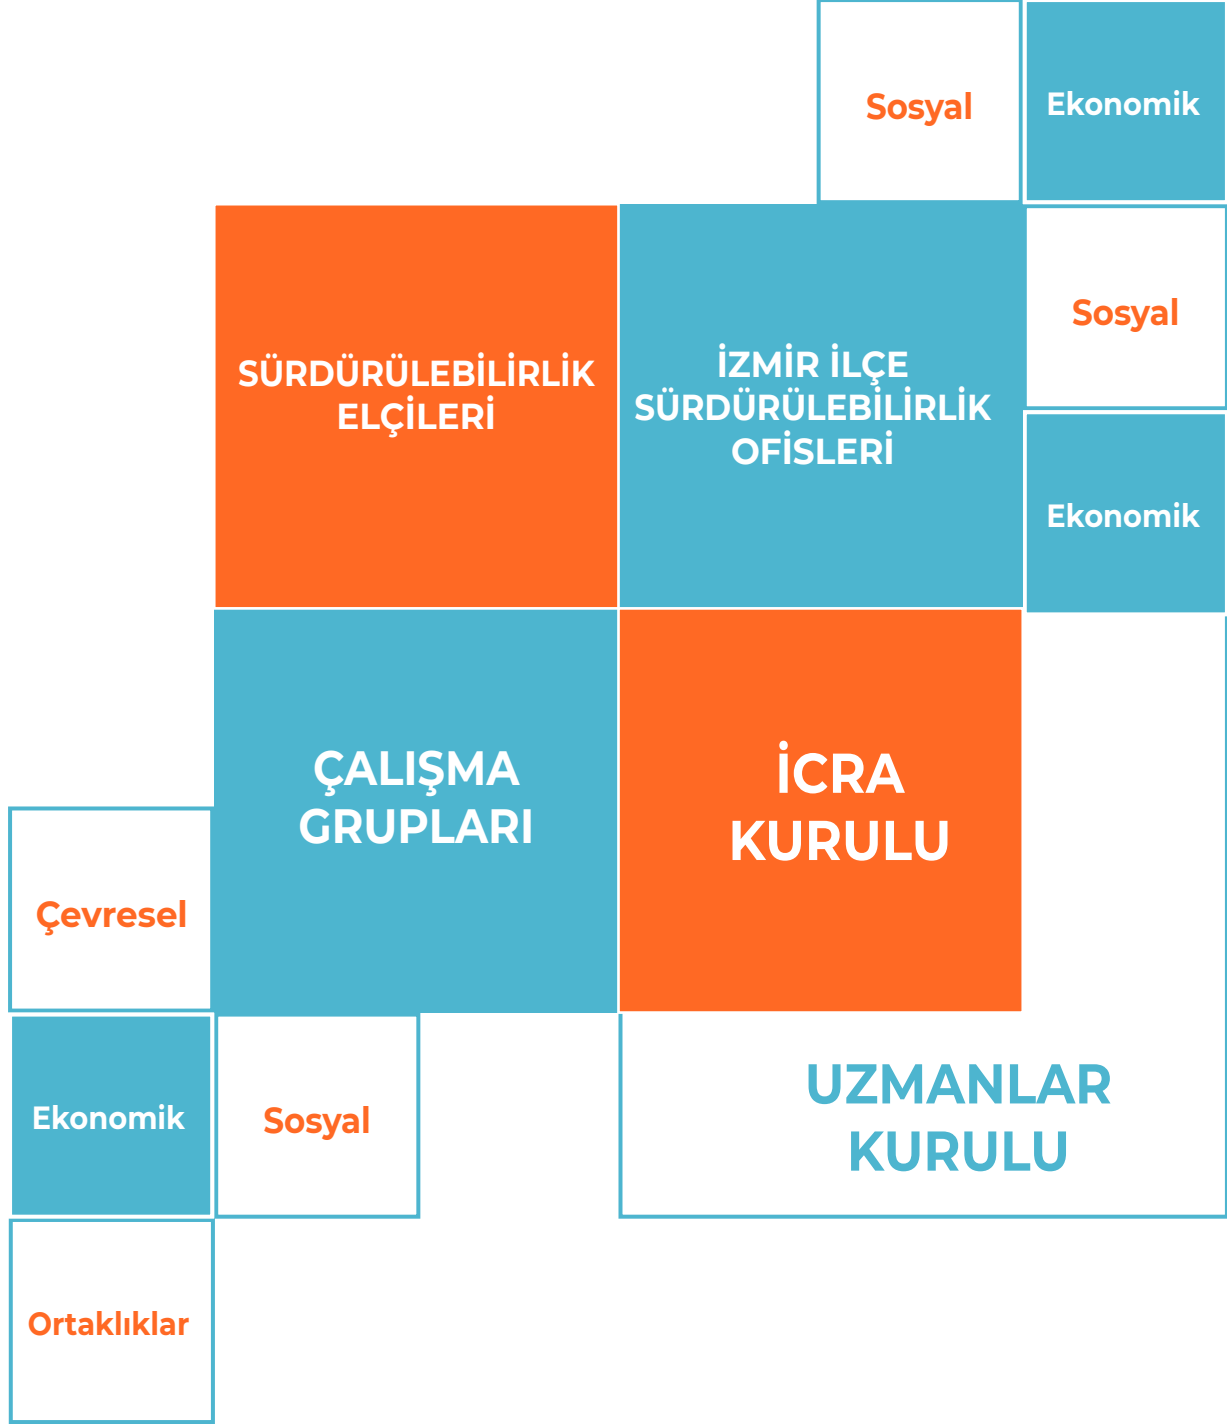 Sosyal
Ekonomik
Sosyal
SÜRDÜRÜLEBİLİRLİK
ELÇİLERİ
İZMİR İLÇE
SÜRDÜRÜLEBİLİRLİK
OFİSLERİ
Ekonomik
ÇALIŞMA
GRUPLARI
İCRA
KURULU
Çevresel
Ekonomik
Sosyal
UZMANLAR
KURULU
Ortaklıklar